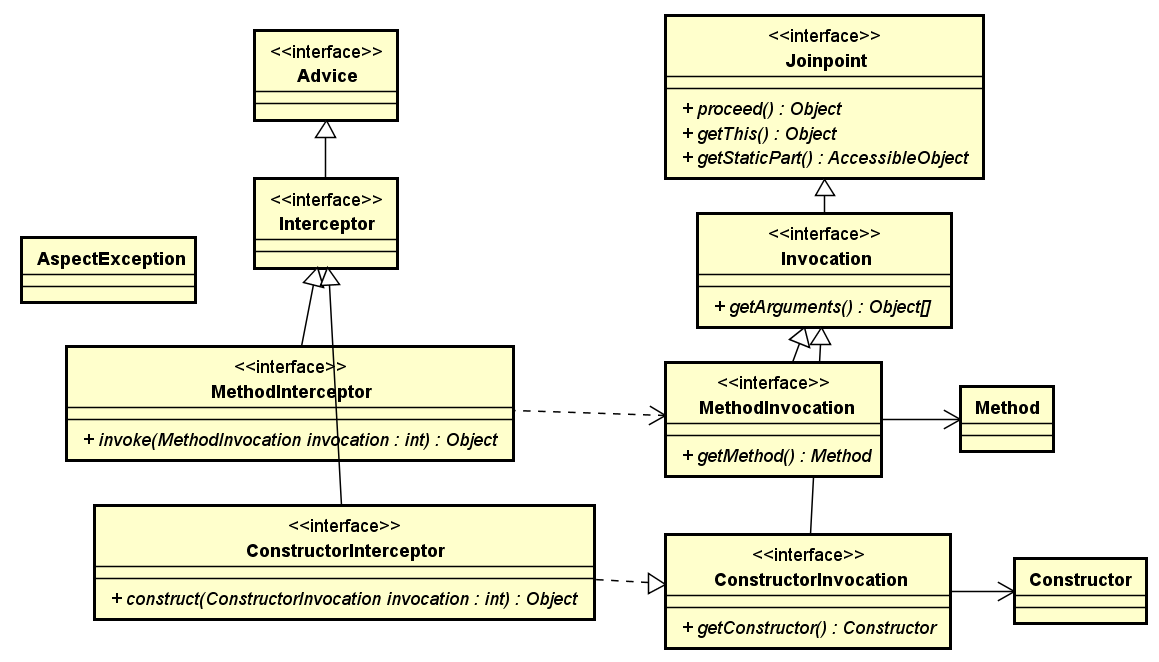 <<interface>>
Advice
<<interface>>
Joinpoint
+ proceed() : Object
+ getThis() : Object
+ getStaticPart() : AccessibleObject
<<interface>>
Interceptor
<<interface>>
Invocation
+ getArguments() : Object[]
AspectException
<<interface>>
MethodInterceptor
+ invoke(MethodInvocation invocation : int) : Object
<<interface>>
MethodInvocation
+ getMethod() : Method
Method
<<interface>>
ConstructorInterceptor
+ construct(ConstructorInvocation invocation : int) : Object
<<interface>>
ConstructorInvocation
+ getConstructor() : Constructor
Constructor